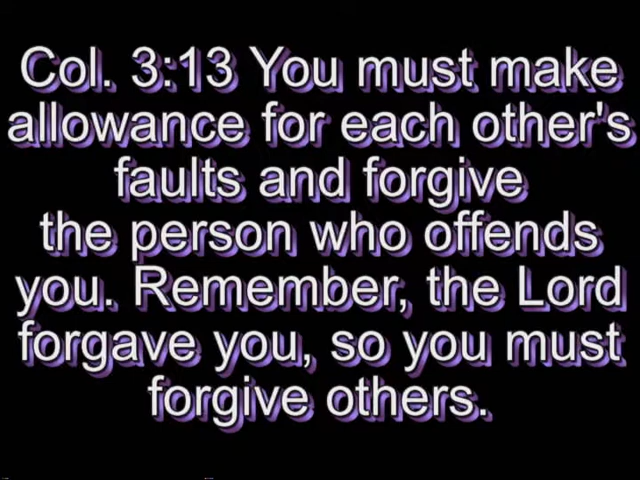 Col. 3:13 You must make
allowance for each other's
faults and forgive
the person who offends
you. Remember, the Lord
forgave you, so you must
forgive others.